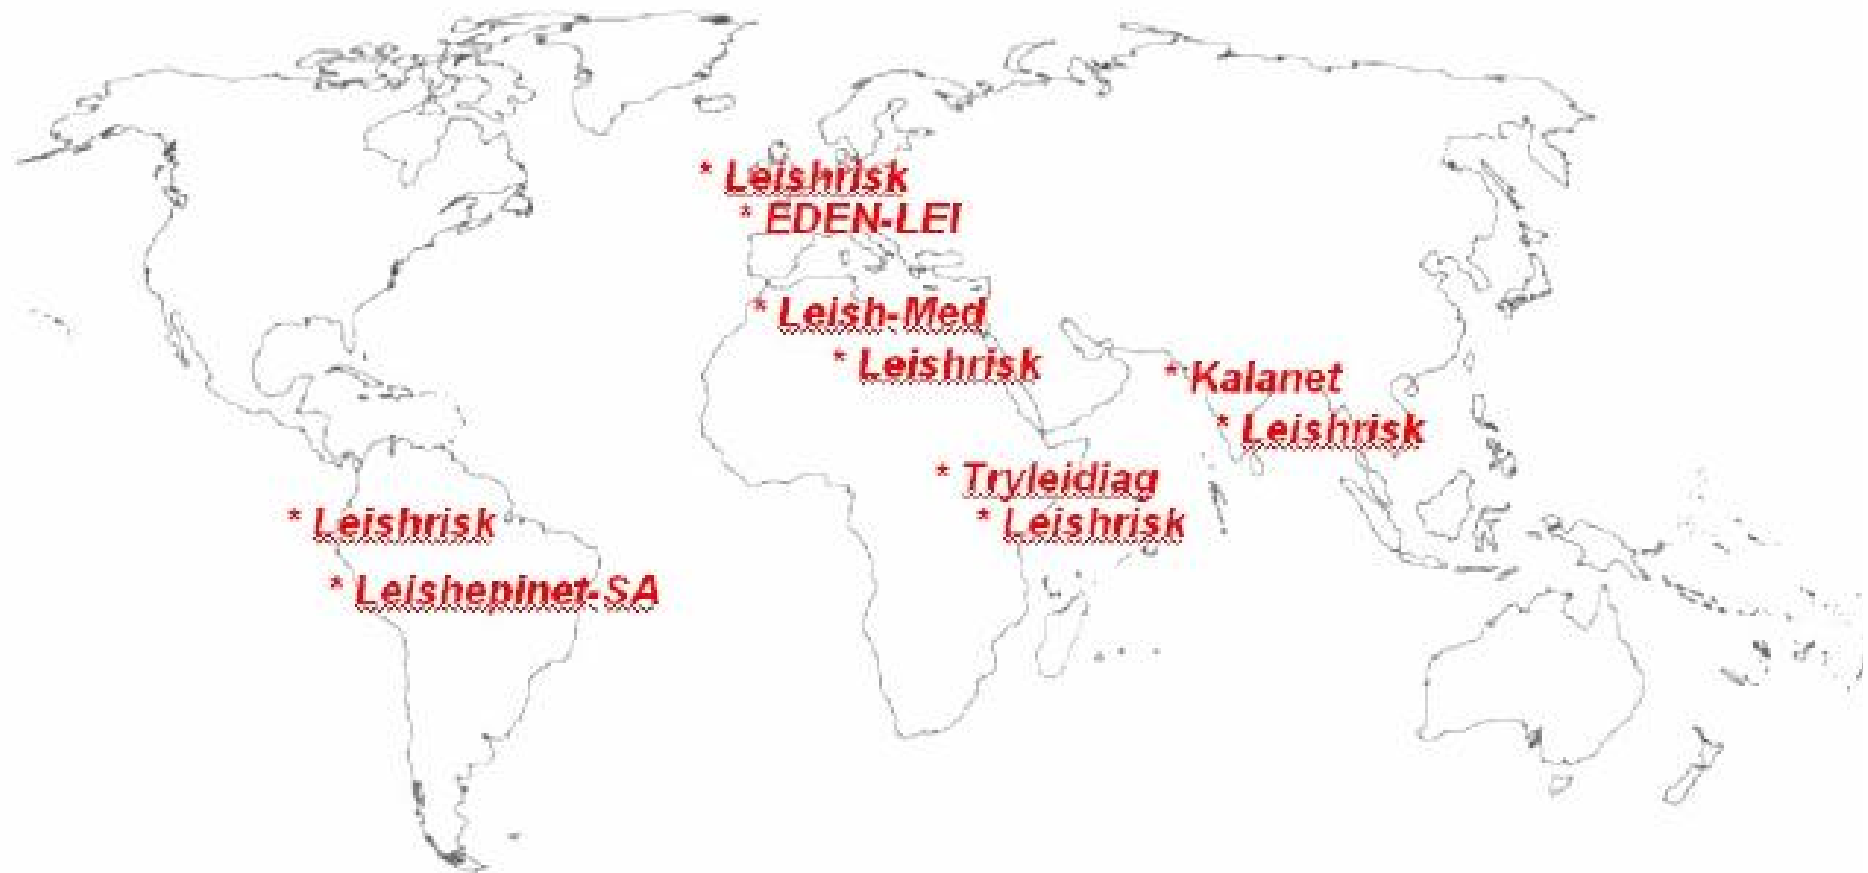 * Leishrisk
* EDEN-LEI
* Leish-Med
* Leishrisk
* Kalanet
* Leishrisk
* Tryleidiag
* Leishrisk
* Leishrisk
* Leishepinet-SA